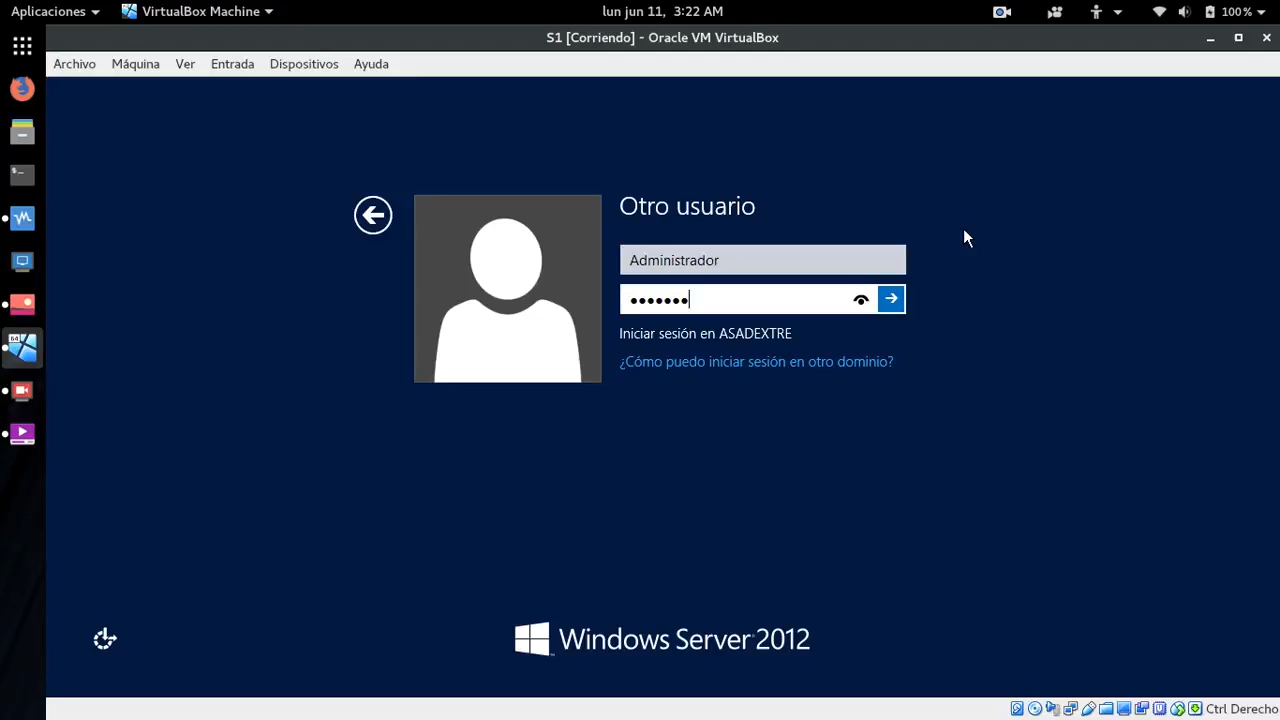 Aplicaciones VirtualBox Machine lun jun 11, 3:22 AM 100%
S1 [Corriendo] - Oracle VM VirtualBox
Archivo Máquina Ver Entrada Dispositivos Ayuda
Otro usuario
Administrador
•••••••
Iniciar sesión en ASADEXTRE
¿Cómo puedo iniciar sesión en otro dominio?
Windows Server 2012
Ctrl Derecho